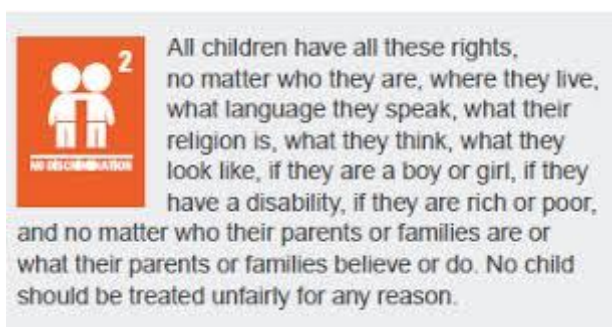 2
NO DISCRIMINATION
All children have all these rights,
no matter who they are, where they live,
what language they speak, what their
religion is, what they think, what they
look like, if they are a boy or girl, if they
have a disability, if they are rich or poor,
and no matter who their parents or families are or
what their parents or families believe or do. No child
should be treated unfairly for any reason.